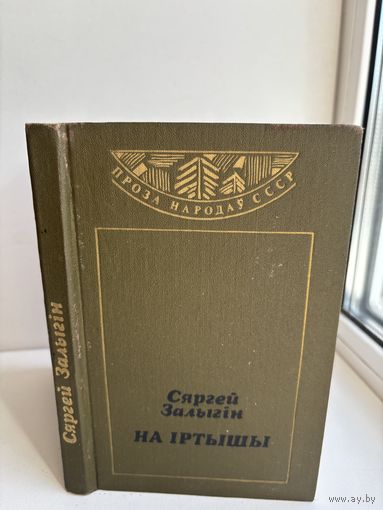 ПРОЗА НАРОДАЎ СССР
Сяргей Залыгін
Сяргей
Залыгін
НА ІРТЫШЫ
www.ay.by